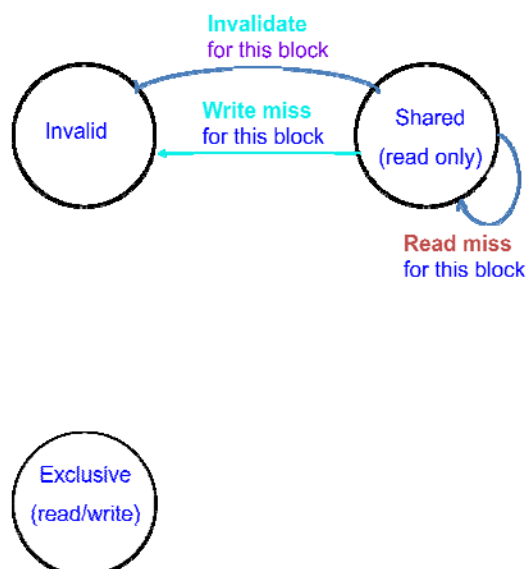 Invalidate
for this block
Invalid
Write miss
for this block
Shared
(read only)
Read miss
for this block
Exclusive
(read/write)